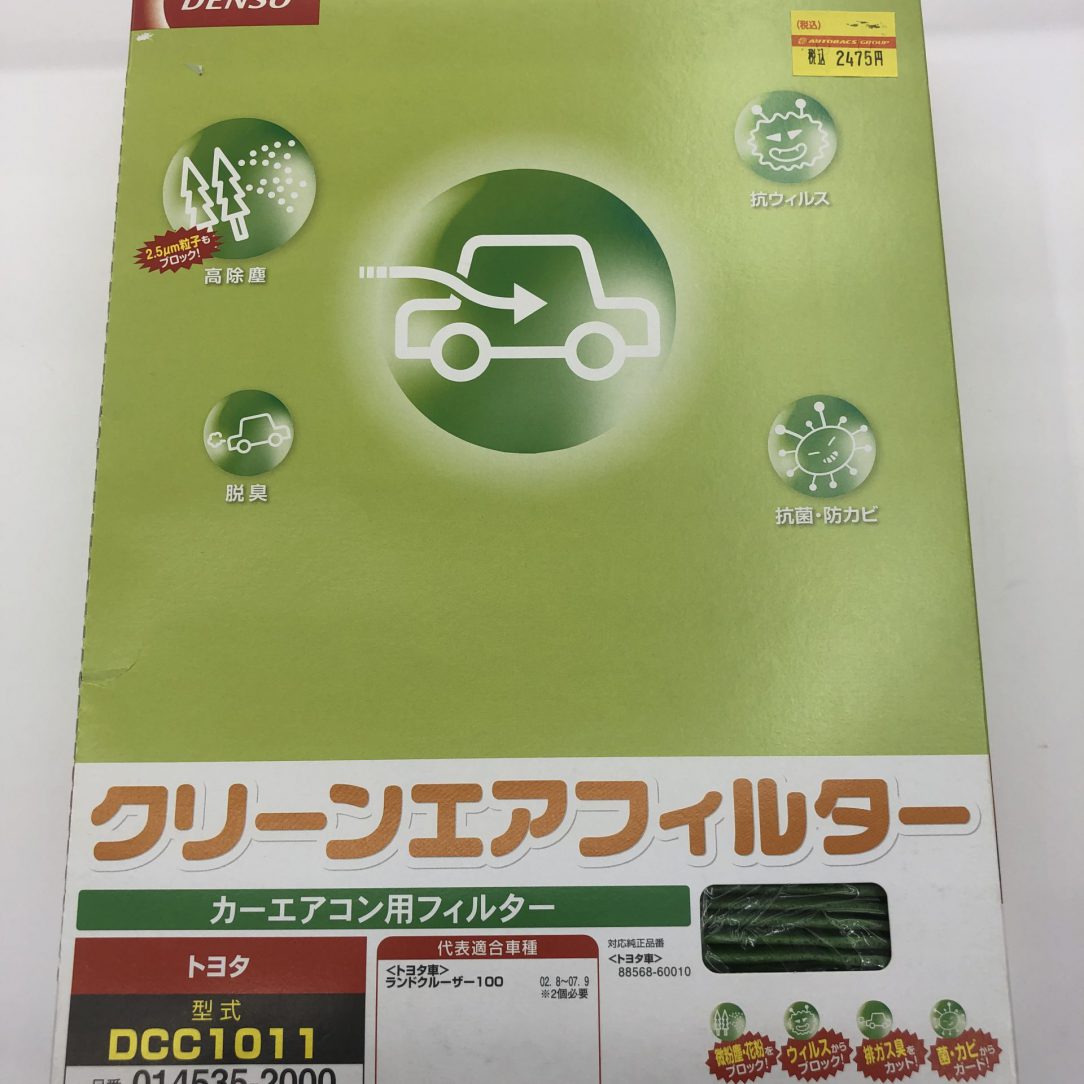 DENSO
(税込)
AUTOBACS GROUP
税込 2475円
抗ウィルス
2.5μm粒子も
ブロック!
高除塵
脱臭
抗菌・防カビ
クリーンエアフィルター
カーエアコン用フィルター
トヨタ
型式
DCC1011
品番 014535-2000
代表適合車種
<トヨタ車>
ランドクルーザー100 02. 8~07. 9
※2個必要
対応純正品番
<トヨタ車>
88568-60010
微粉塵・花粉を
ブロック!
ウィルスから
ブロック!
排ガス臭を
カット!
菌・カビから
ガード!